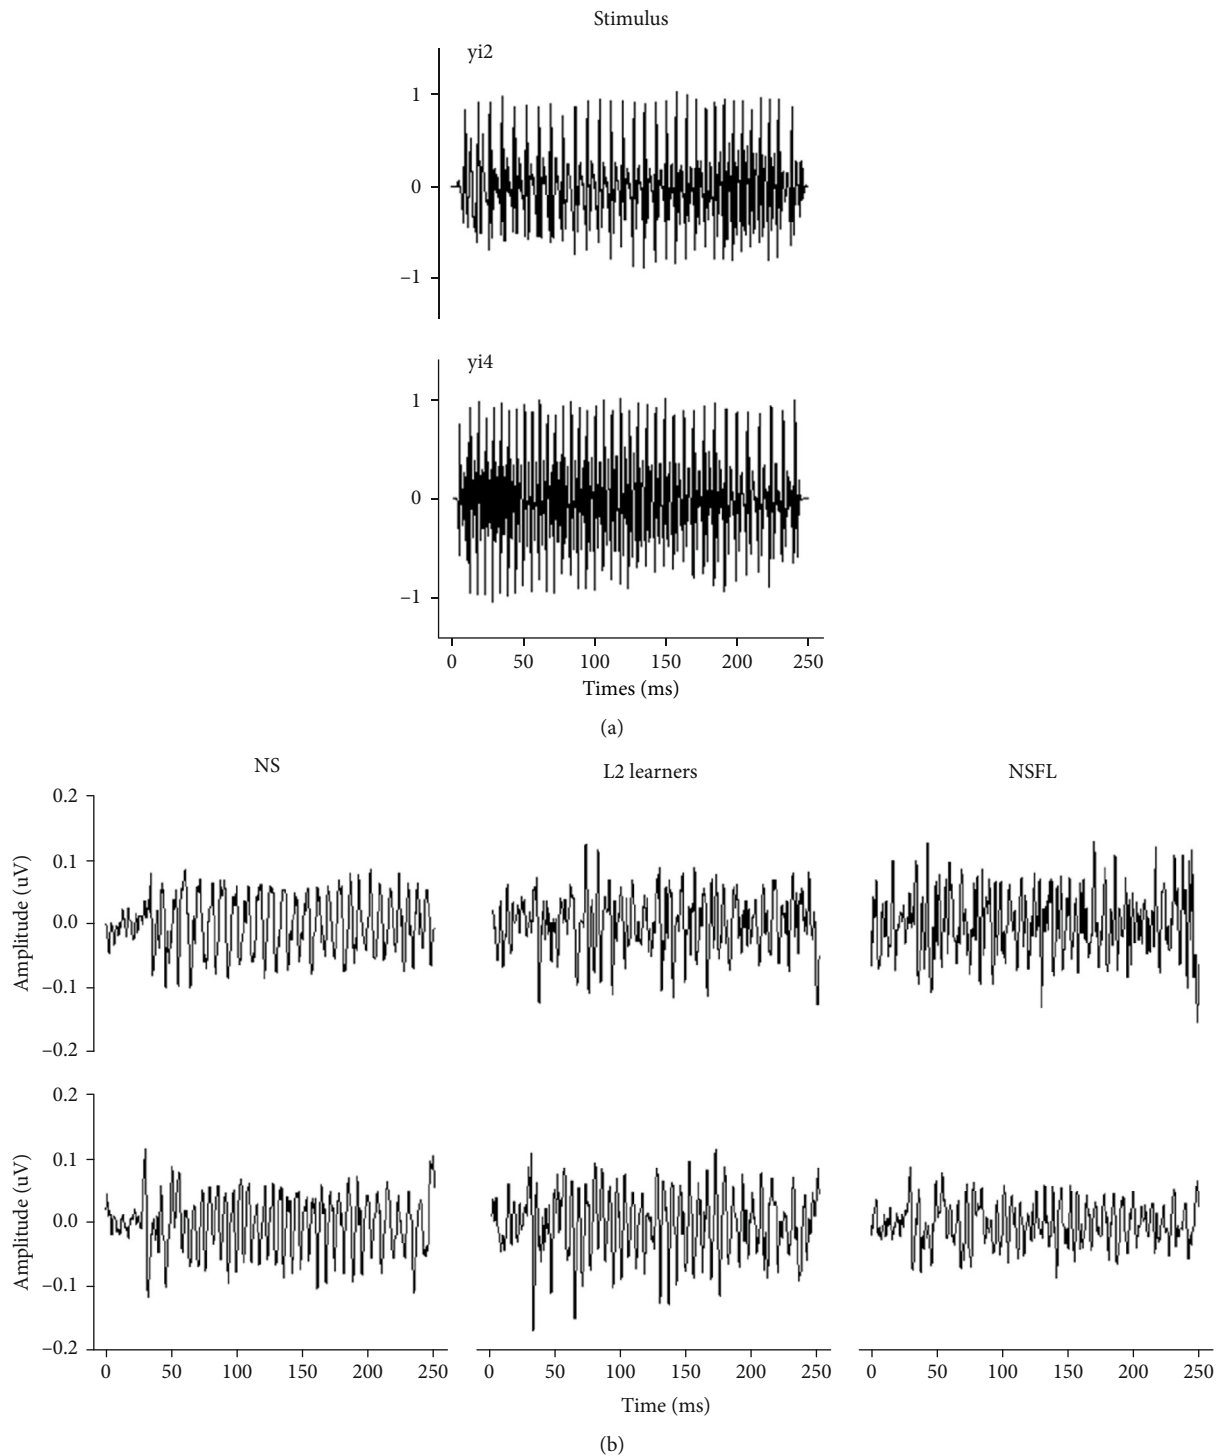 Stimulus
yi2
1
0
−1
yi4
1
0
−1
0 50 100 150 200 250
Times (ms)
(a)
NS L2 learners NSFL
0.2
0.1
0.0
−0.1
−0.2
Amplitude (uV)
0.2
0.1
0.0
−0.1
−0.2
Amplitude (uV)
0 50 100 150 200 250 0 50 100 150 200 250 0 50 100 150 200 250
Time (ms)
(b)